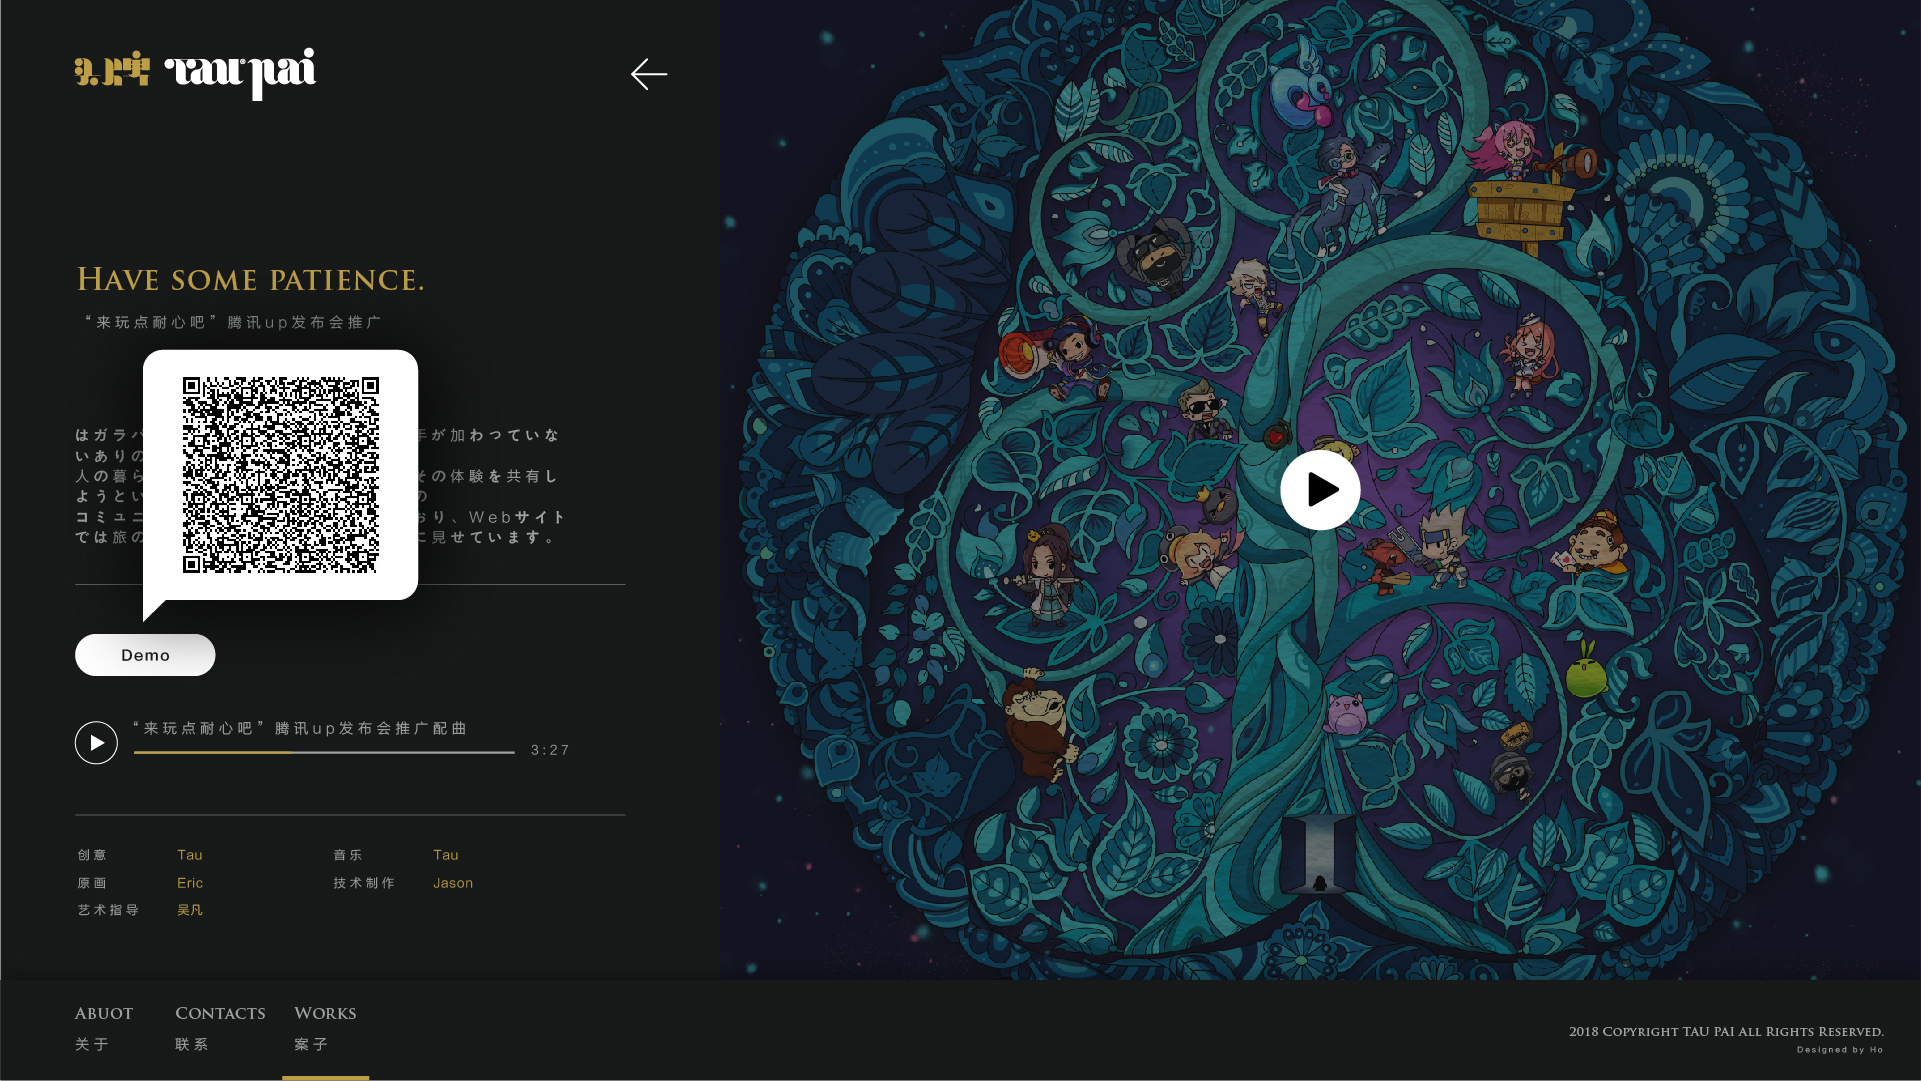 TAU PAI
HAVE SOME PATIENCE.
“来玩点耐心吧”腾讯up发布会推广
はガラパ 手が加わっていな
いありの
人の暮ら その体験を共有し
ようとい の
コミュニ おり、Webサイト
では旅の に見せています。
Demo
“来玩点耐心吧”腾讯up发布会推广配曲
3:27
创意 Tau 音乐 Tau
原画 Eric 技术制作 Jason
艺术指导 吴凡
ABUOT CONTACTS WORKS
关于 联系 案子
2018 COPYRIGHT TAU PAI ALL RIGHTS RESERVED.
Designed by Ho